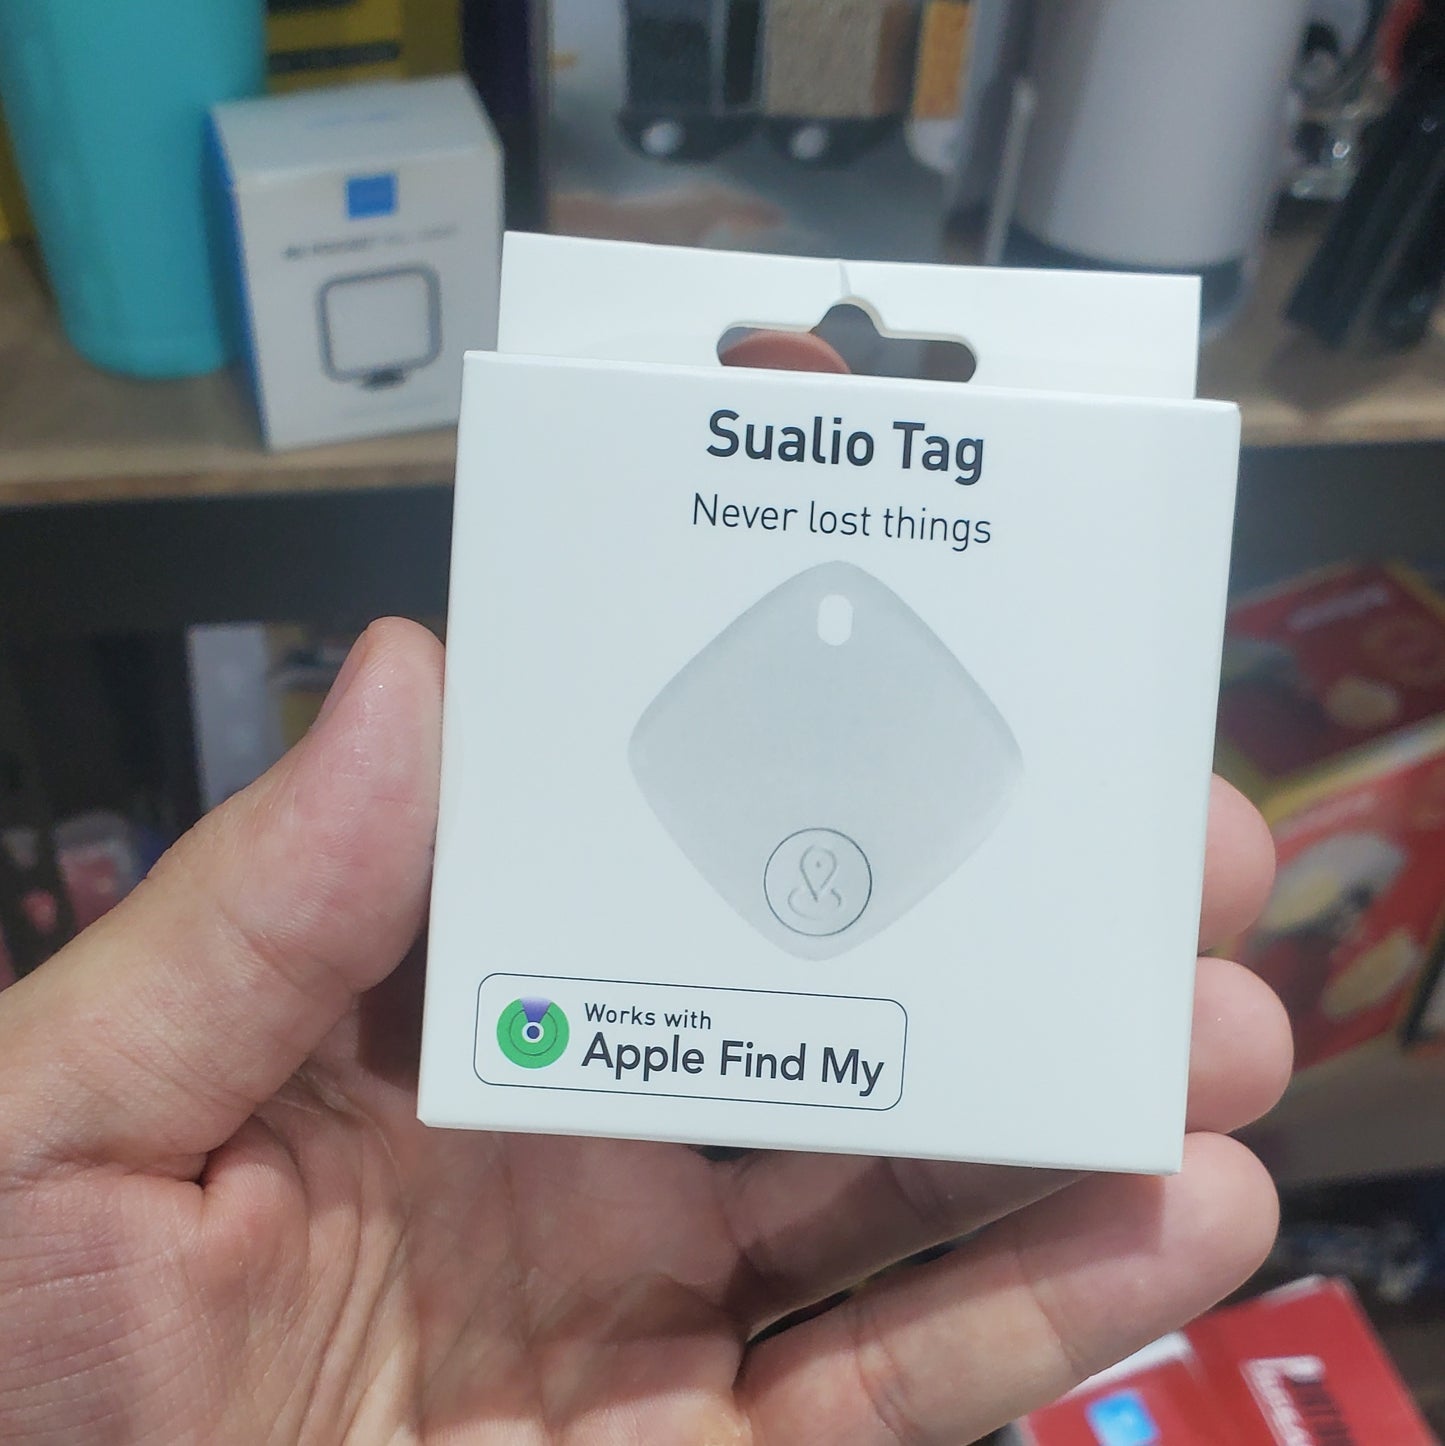 Sualio Tag
Never lost things
Works with
Apple Find My